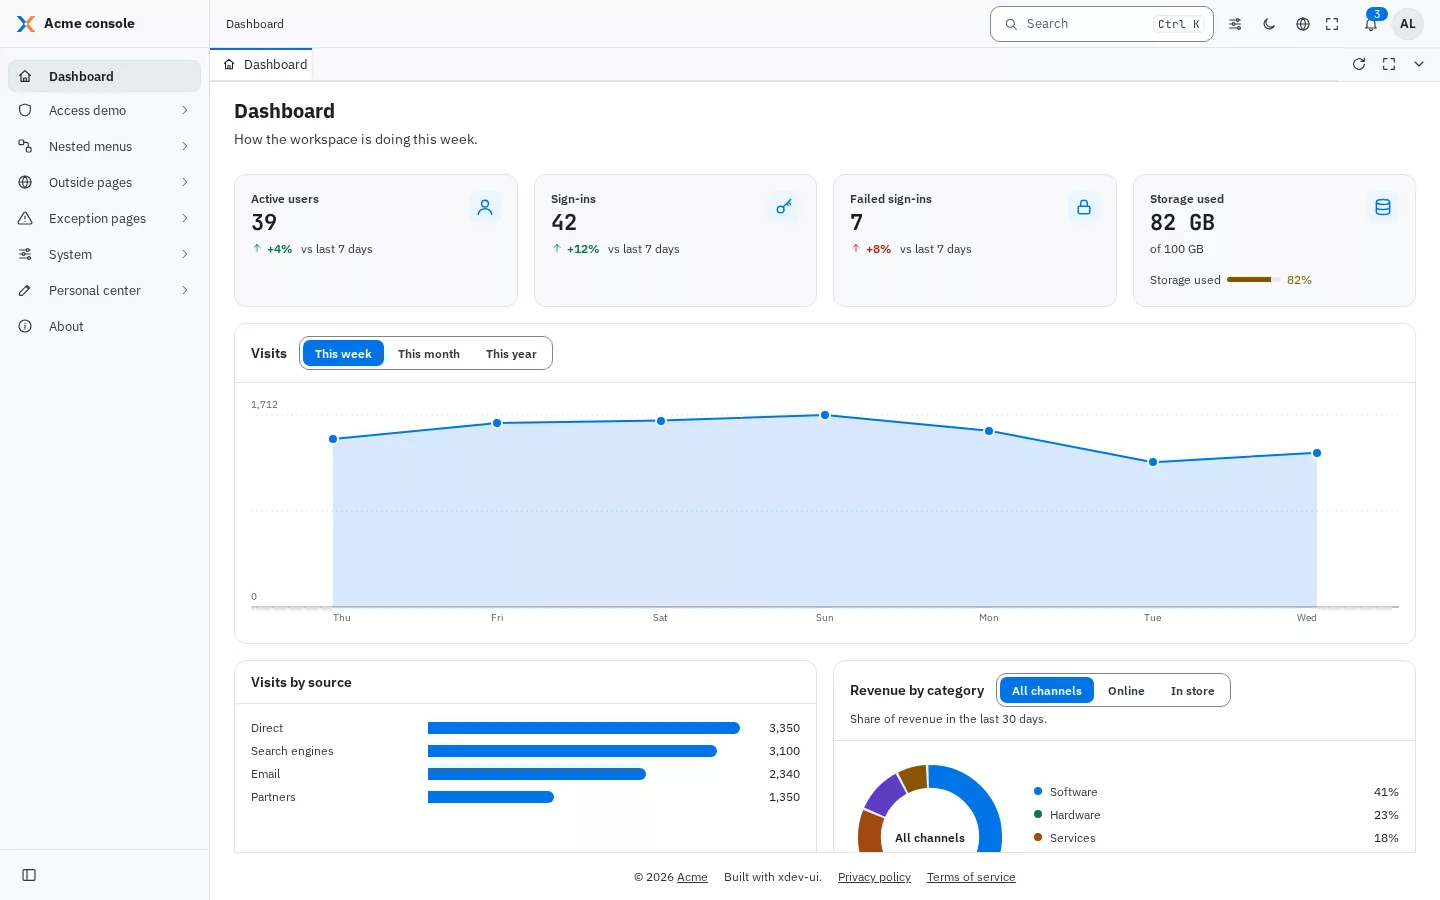 Acme console
Dashboard
Search
Ctrl K
3
AL
Dashboard
Access demo
Nested menus
Outside pages
Exception pages
System
Personal center
About
Dashboard
Dashboard
How the workspace is doing this week.
Active users
39
+4% vs last 7 days
Sign-ins
42
+12% vs last 7 days
Failed sign-ins
7
+8% vs last 7 days
Storage used
82 GB
of 100 GB
Storage used 82%
Visits
This week
This month
This year
1,712
0
Thu Fri Sat Sun Mon Tue Wed
Visits by source
Direct 3,350
Search engines 3,100
Email 2,340
Partners 1,350
Revenue by category
All channels
Online
In store
Share of revenue in the last 30 days.
All channels
Software 41%
Hardware 23%
Services 18%
© 2026 Acme Built with xdev-ui. Privacy policy Terms of service